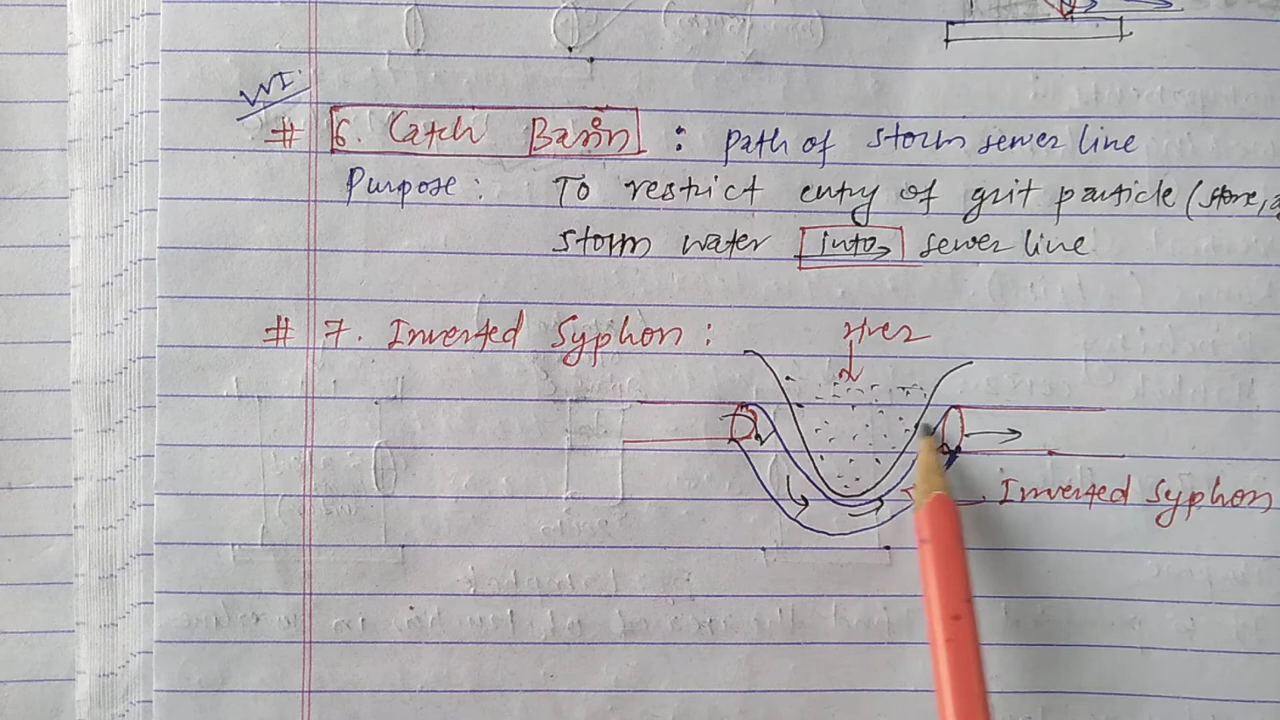 VVI.
# 6. Catch Basin : path of storm sewer line
Purpose : To restrict entry of grit particle (stone,
storm water into sewer line
# 7. Inverted Syphon :
river
Inverted Syphon